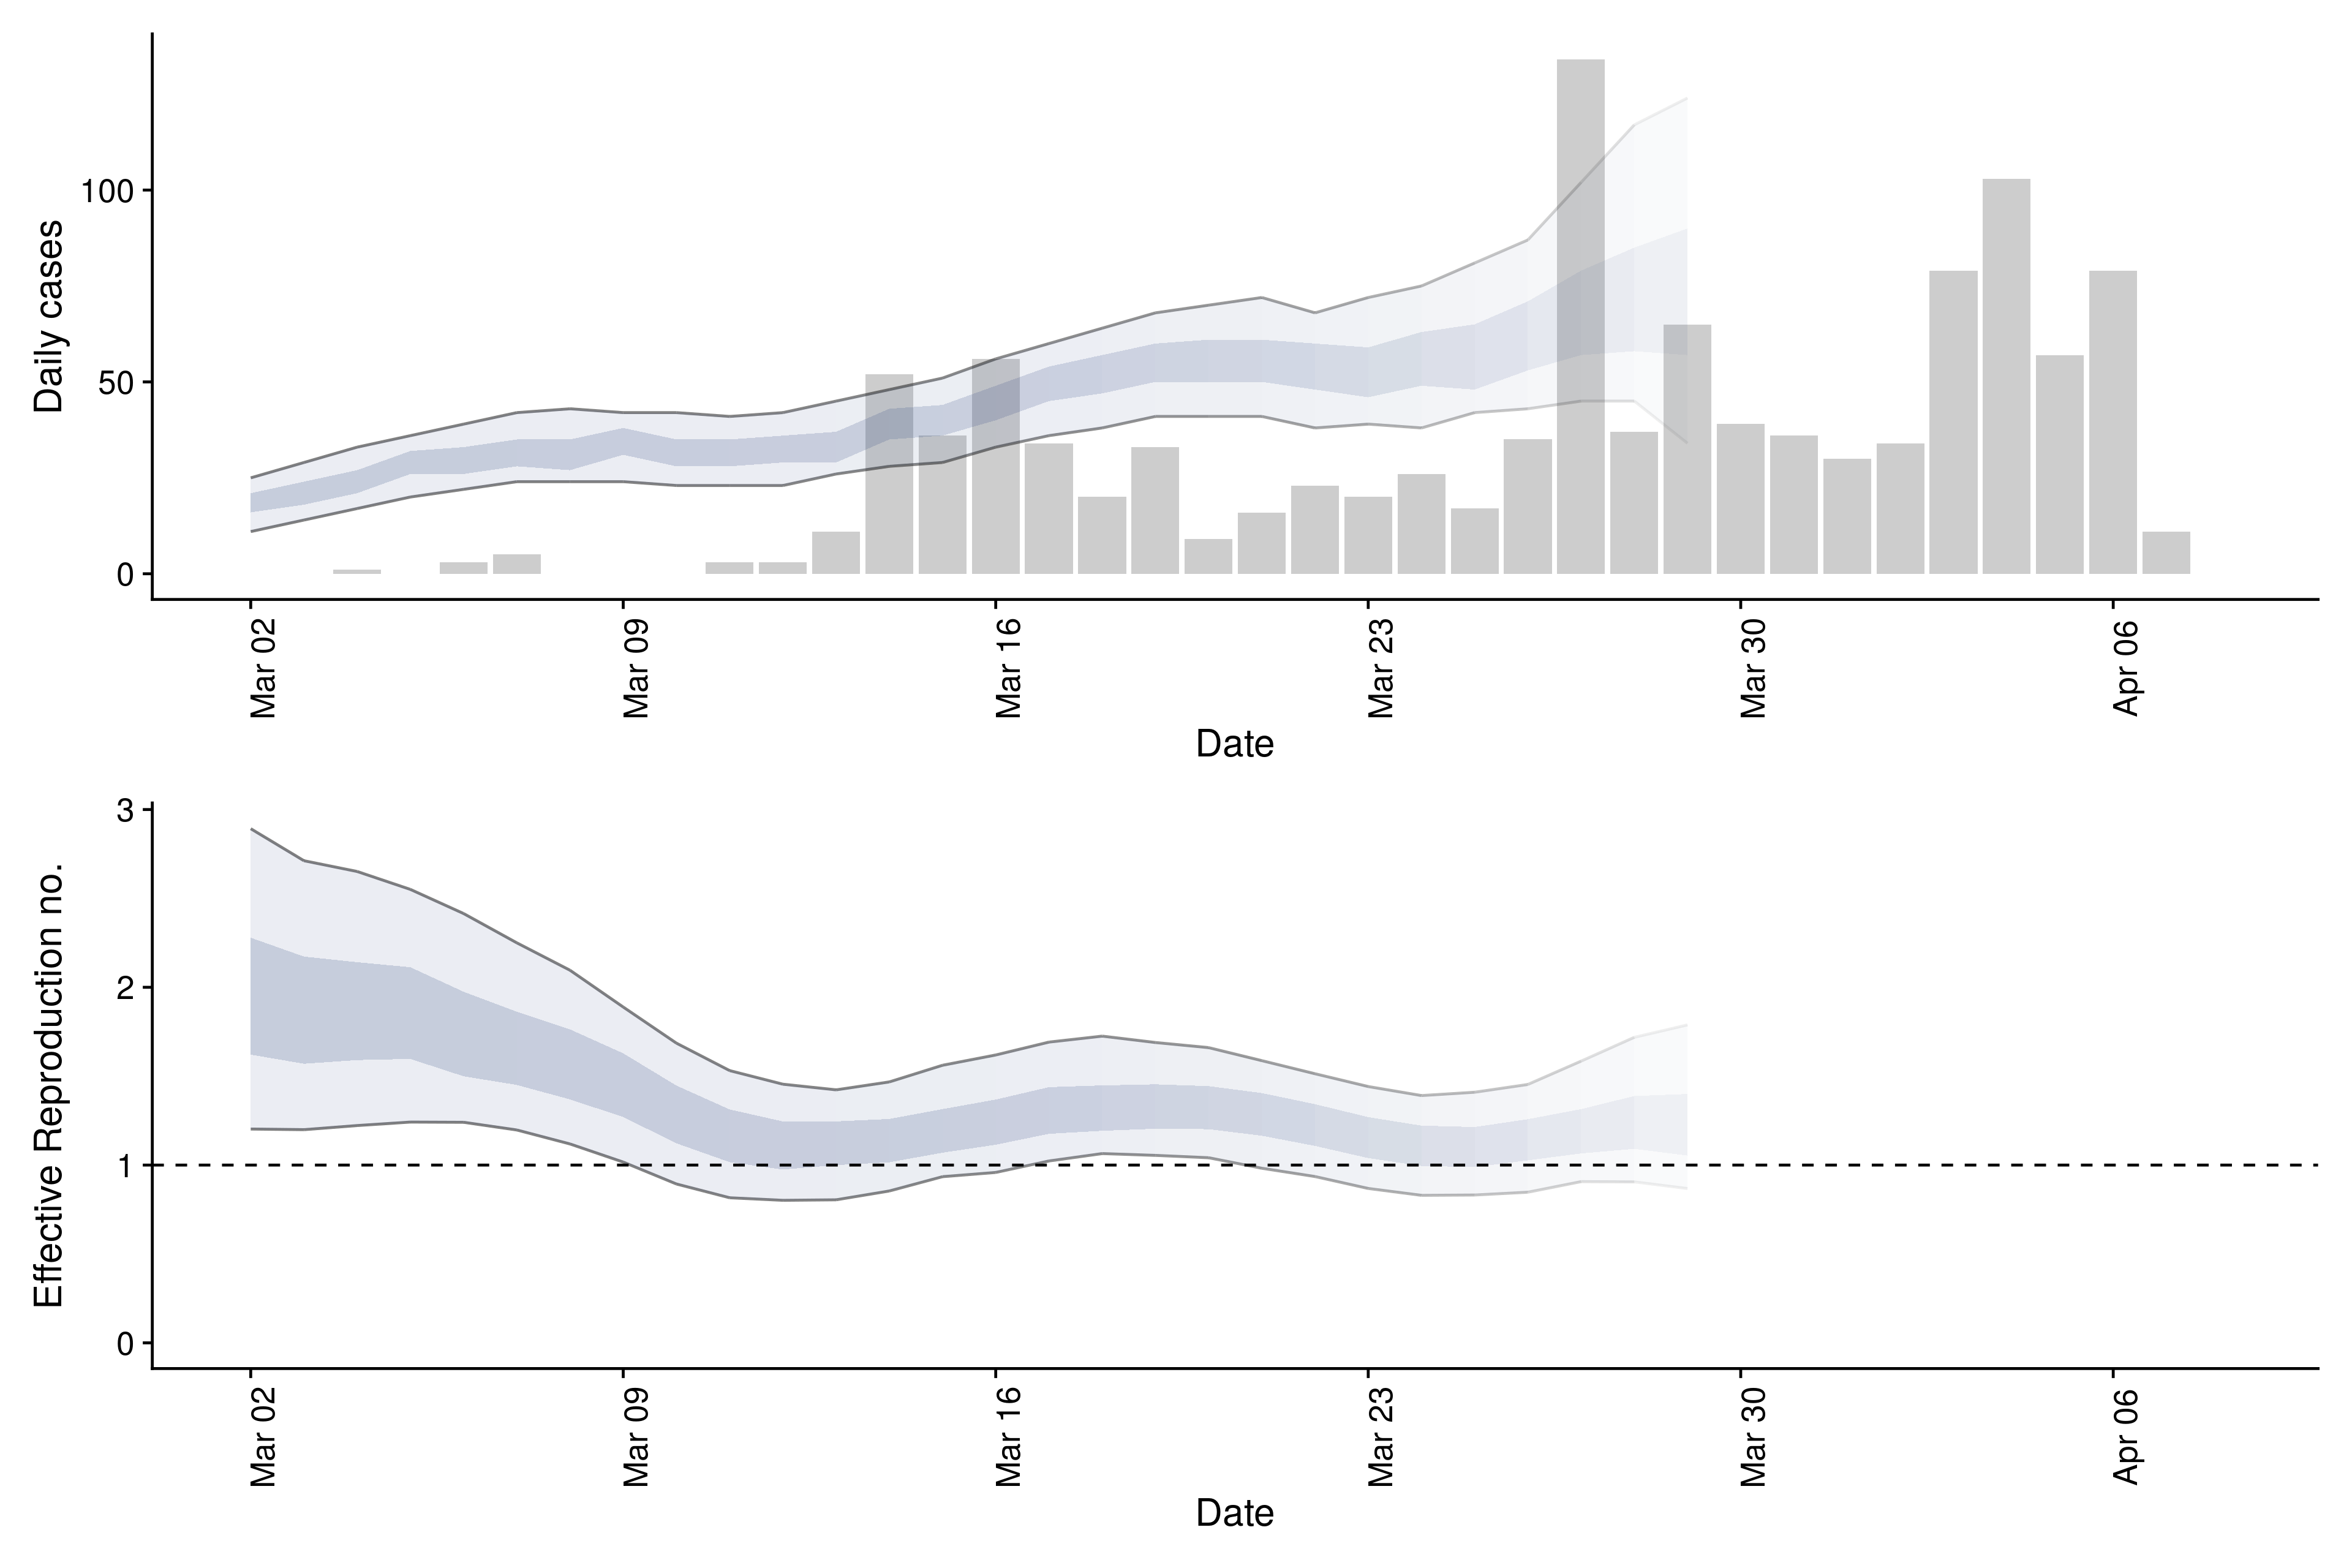 Daily cases
100
50
0
Mar 02
Mar 09
Mar 16
Mar 23
Mar 30
Apr 06
Date
Effective Reproduction no.
3
2
1
0
Mar 02
Mar 09
Mar 16
Mar 23
Mar 30
Apr 06
Date